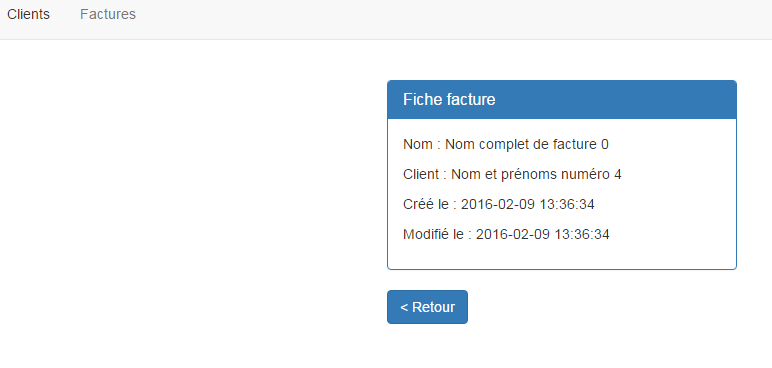 Clients Factures
Fiche facture
Nom : Nom complet de facture 0
Client : Nom et prénoms numéro 4
Créé le : 2016-02-09 13:36:34
Modifié le : 2016-02-09 13:36:34
< Retour